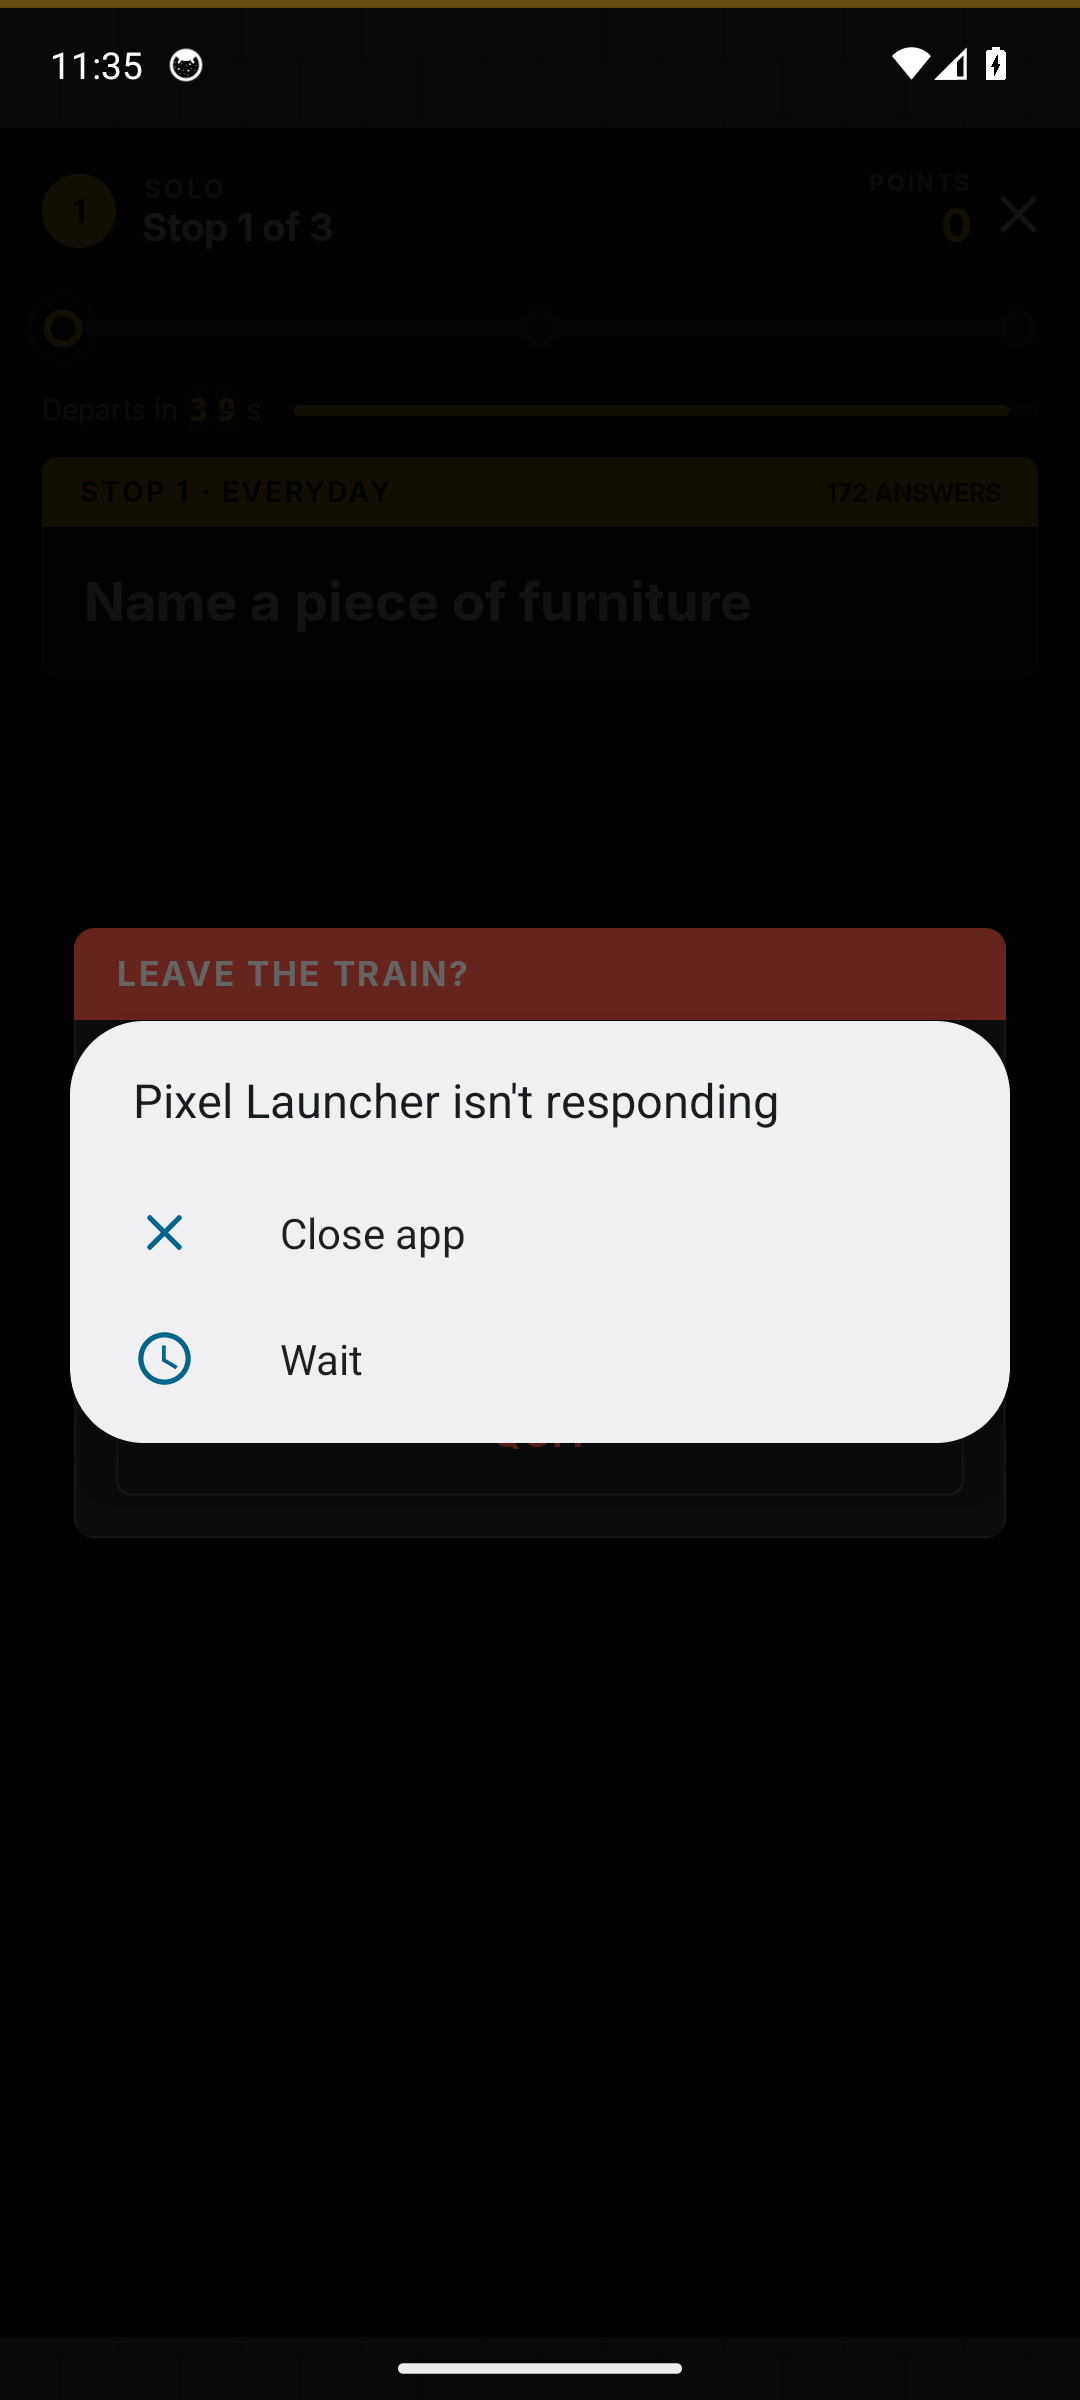 11:35
1
SOLO
Stop 1 of 3
POINTS
0
Departs in 39 s
STOP 1 · EVERYDAY
172 ANSWERS
Name a piece of furniture
LEAVE THE TRAIN?
Pixel Launcher isn't responding
Close app
Wait